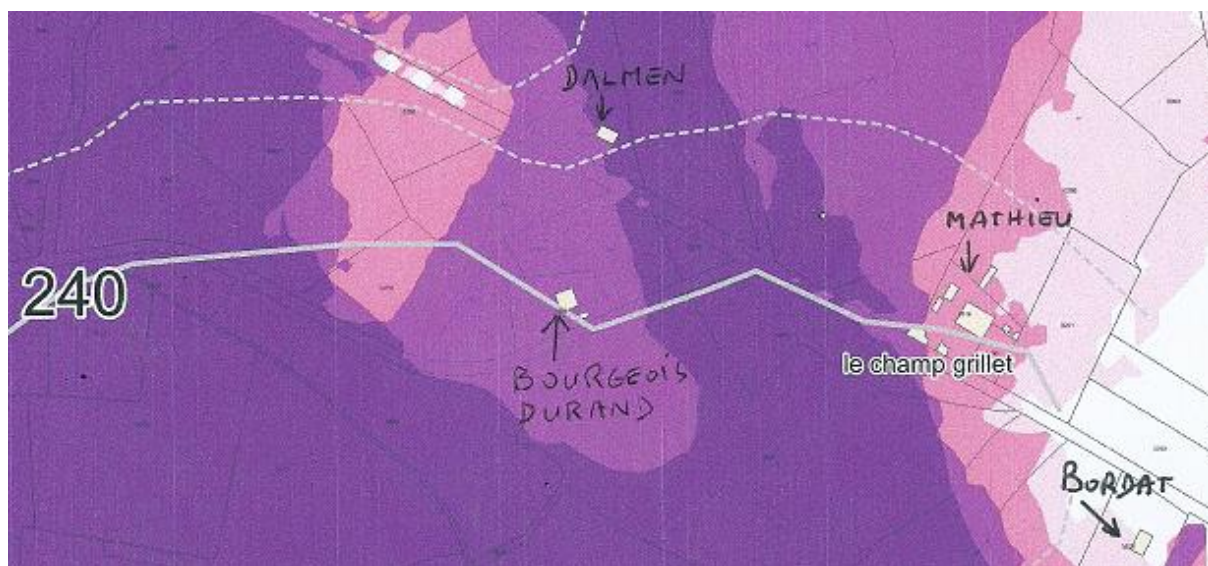 DALMEN
MATHIEU
240
le champ grillet
BOURGEOIS
DURAND
BORDAT